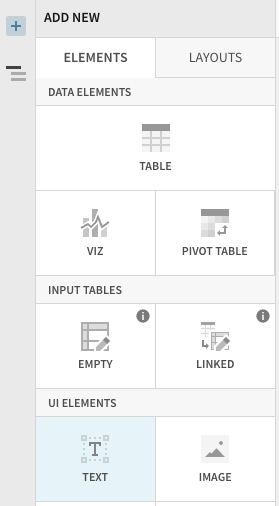 ADD NEW
ELEMENTS LAYOUTS
DATA ELEMENTS
TABLE
VIZ PIVOT TABLE
INPUT TABLES
EMPTY LINKED
UI ELEMENTS
TEXT IMAGE